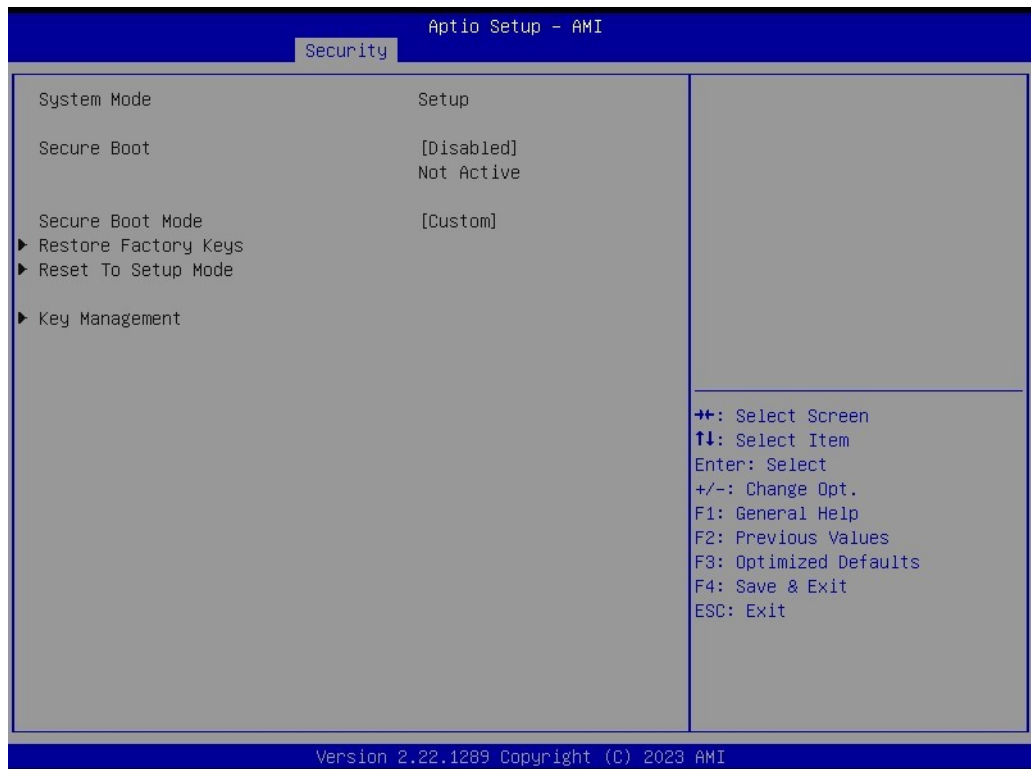 Aptio Setup – AMI
Security
System Mode Setup
Secure Boot [Disabled]
Not Active
Secure Boot Mode [Custom]
▶ Restore Factory Keys
▶ Reset To Setup Mode
▶ Key Management
→←: Select Screen
↑↓: Select Item
Enter: Select
+/-: Change Opt.
F1: General Help
F2: Previous Values
F3: Optimized Defaults
F4: Save & Exit
ESC: Exit
Version 2.22.1289 Copyright (C) 2023 AMI